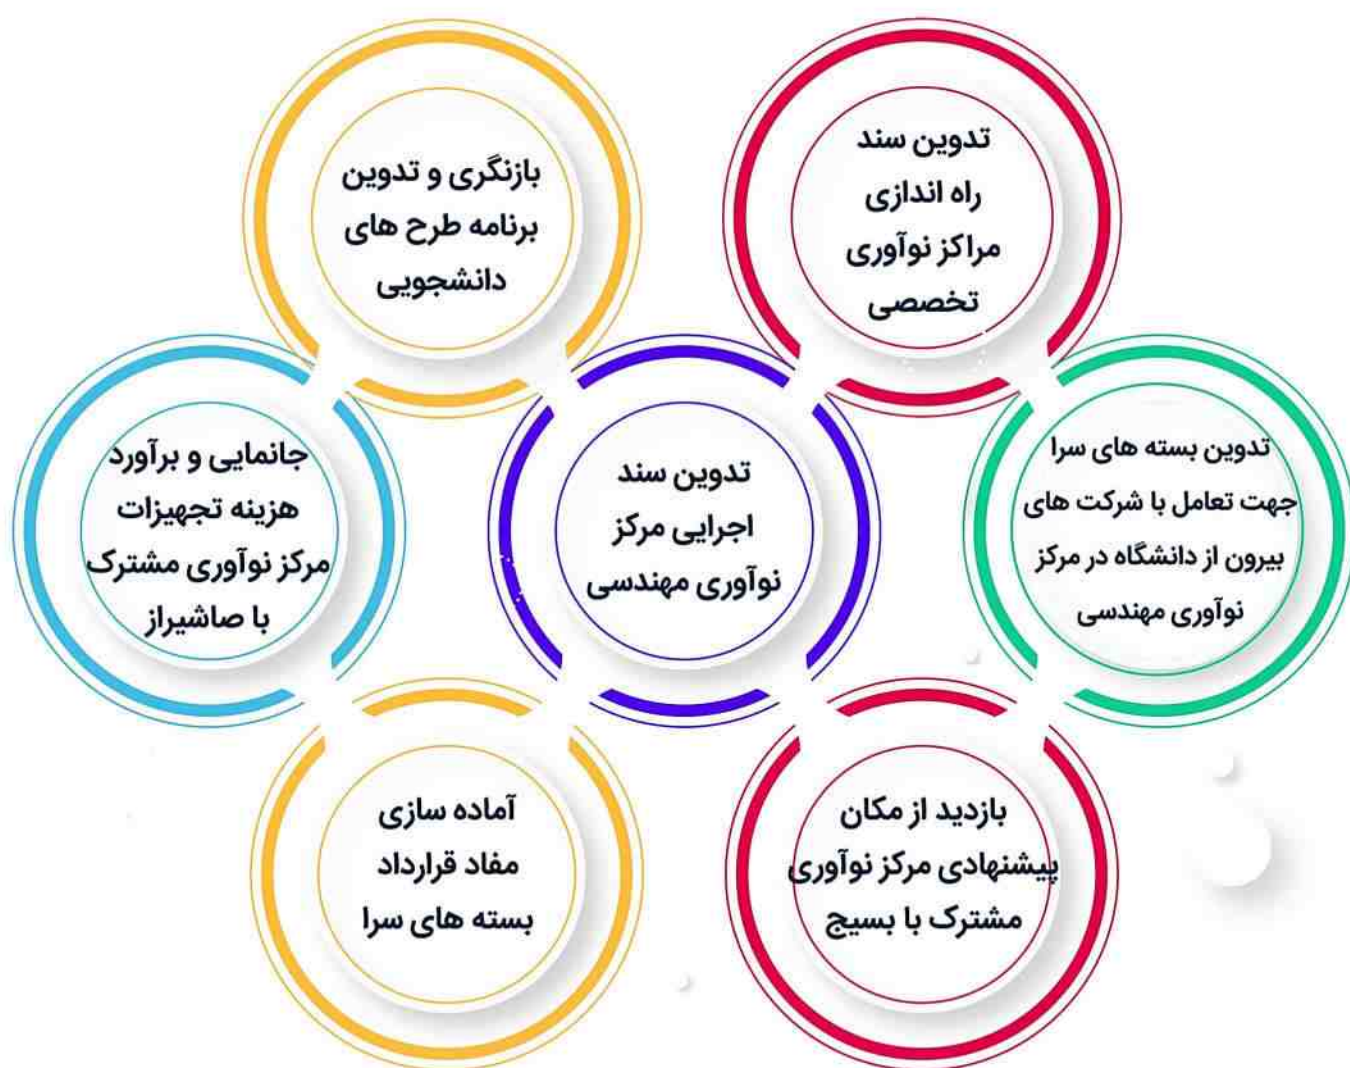 تدوین سند
راه اندازی
مراکز نوآوری
تخصصی
بازنگری و تدوین
برنامه طرح های
دانشجویی
تدوین بسته های سرا
جهت تعامل با شرکت های
بیرون از دانشگاه در مرکز
نوآوری مهندسی
تدوین سند
اجرایی مرکز
نوآوری مهندسی
جانمایی و برآورد
هزینه تجهیزات
مرکز نوآوری مشترک
با صاشیراز
بازدید از مکان
پیشنهادی مرکز نوآوری
مشترک با بسیج
آماده سازی
مفاد قرارداد
بسته های سرا